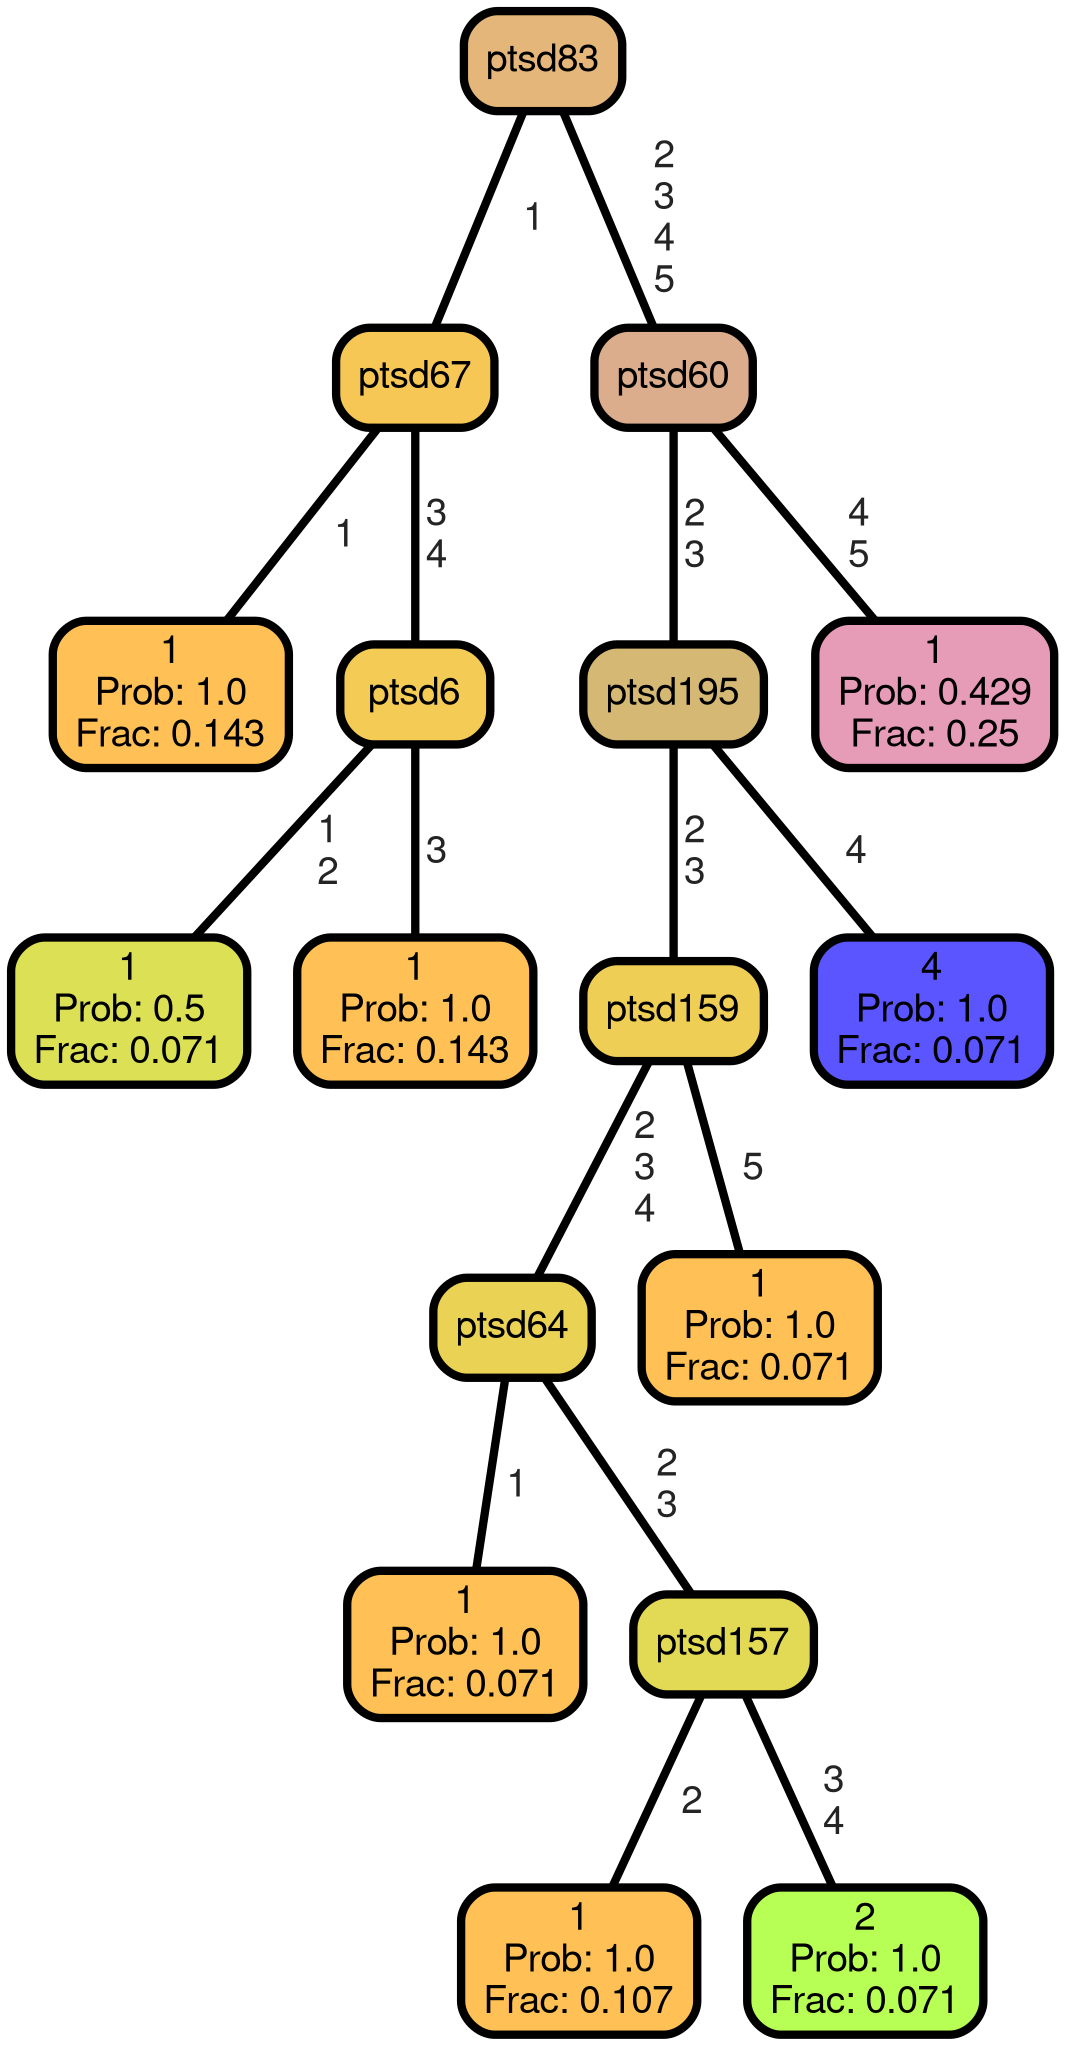 ptsd83
1
2
3
4
5
ptsd67
ptsd60
1
3
4
2
3
4
5
1
Prob: 1.0
Frac: 0.143
ptsd6
ptsd195
1
Prob: 0.429
Frac: 0.25
1
2
3
2
3
4
1
Prob: 0.5
Frac: 0.071
1
Prob: 1.0
Frac: 0.143
ptsd159
4
Prob: 1.0
Frac: 0.071
2
3
4
5
ptsd64
1
Prob: 1.0
Frac: 0.071
1
2
3
1
Prob: 1.0
Frac: 0.071
ptsd157
2
3
4
1
Prob: 1.0
Frac: 0.107
2
Prob: 1.0
Frac: 0.071